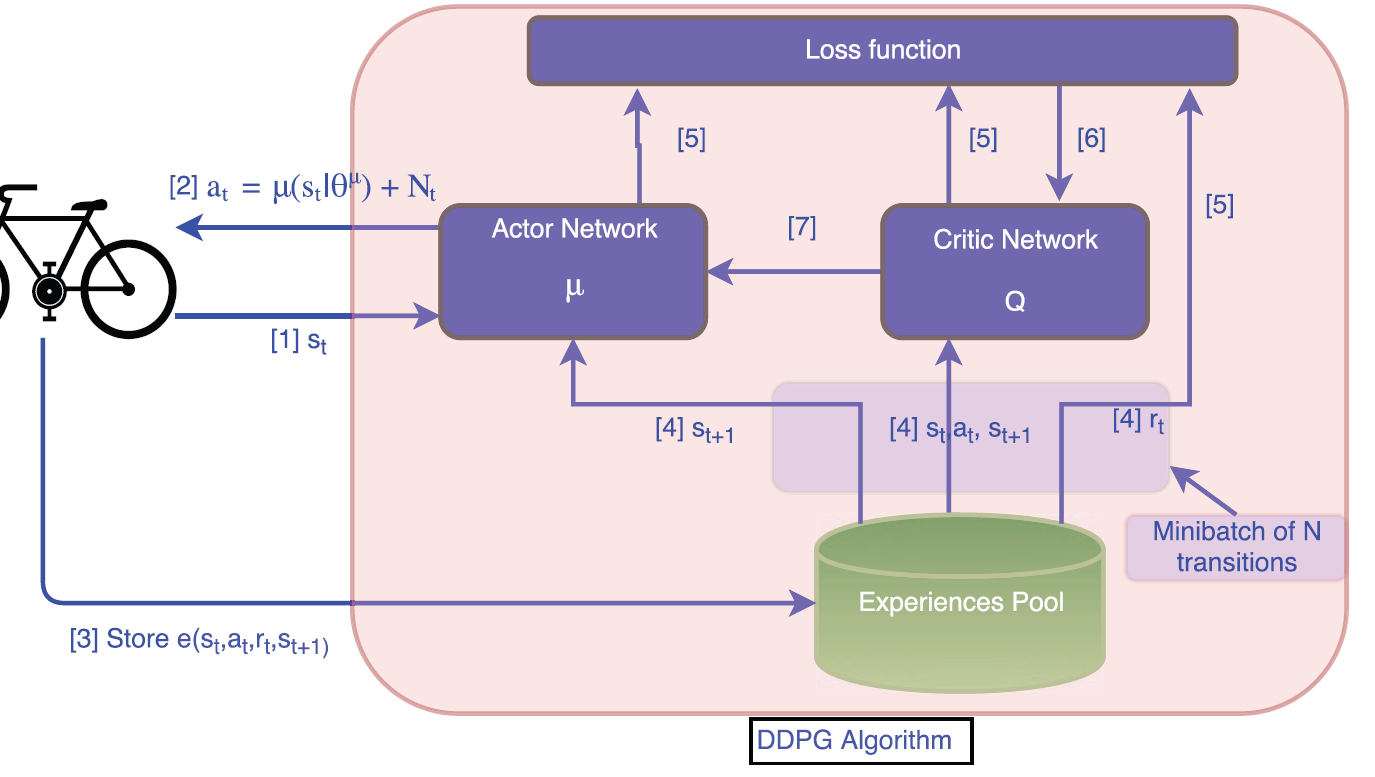 Loss function
[5]
[5]
[6]
[5]
[2] aₜ = μ(sₜ|θ^μ) + Nₜ
Actor Network
μ
[7]
Critic Network
Q
[1] sₜ
[4] sₜ₊₁
[4] sₜ,aₜ, sₜ₊₁
[4] rₜ
Minibatch of N
transitions
Experiences Pool
[3] Store e(sₜ,aₜ,rₜ,sₜ₊₁)
DDPG Algorithm